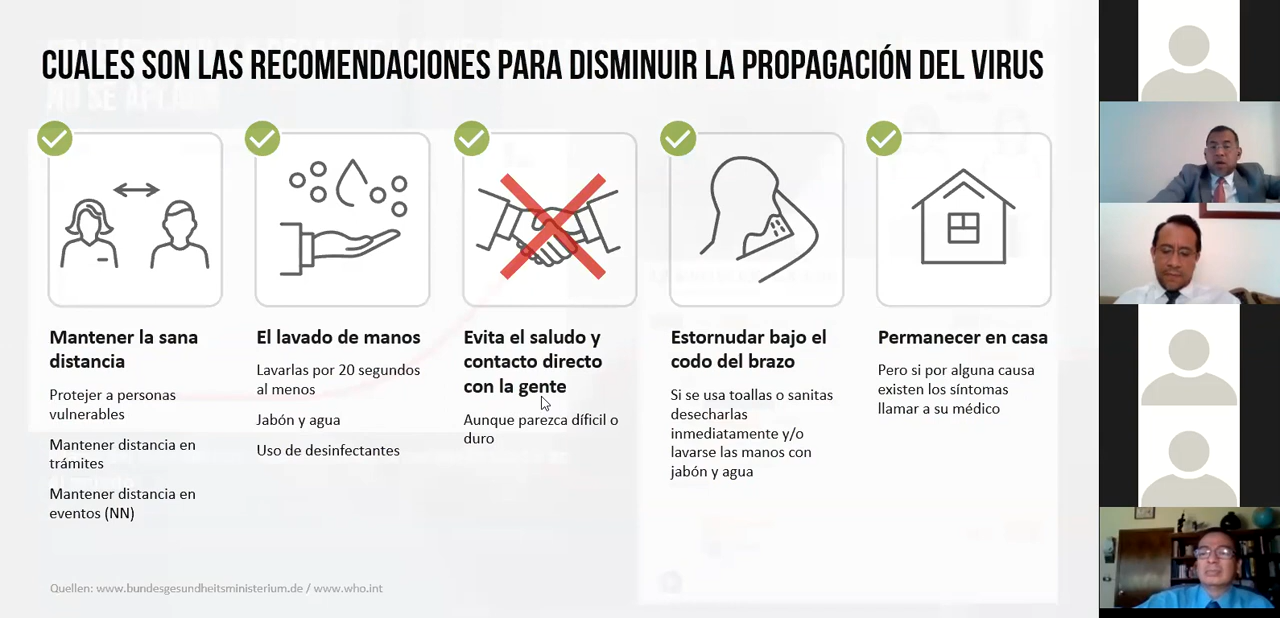 CUALES SON LAS RECOMENDACIONES PARA DISMINUIR LA PROPAGACIÓN DEL VIRUS
Mantener la sana
distancia
Protejer a personas
vulnerables
Mantener distancia en
trámites
Mantener distancia en
eventos (NN)
El lavado de manos
Lavarlas por 20 segundos
al menos
Jabón y agua
Uso de desinfectantes
Evita el saludo y
contacto directo
con la gente
Aunque parezca díficil o
duro
Estornudar bajo el
codo del brazo
Si se usa toallas o sanitas
desecharlas
inmediatamente y/o
lavarse las manos con
jabón y agua
Permanecer en casa
Pero si por alguna causa
existen los síntomas
llamar a su médico
Quellen: www.bundesgesundheitsministerium.de / www.who.int